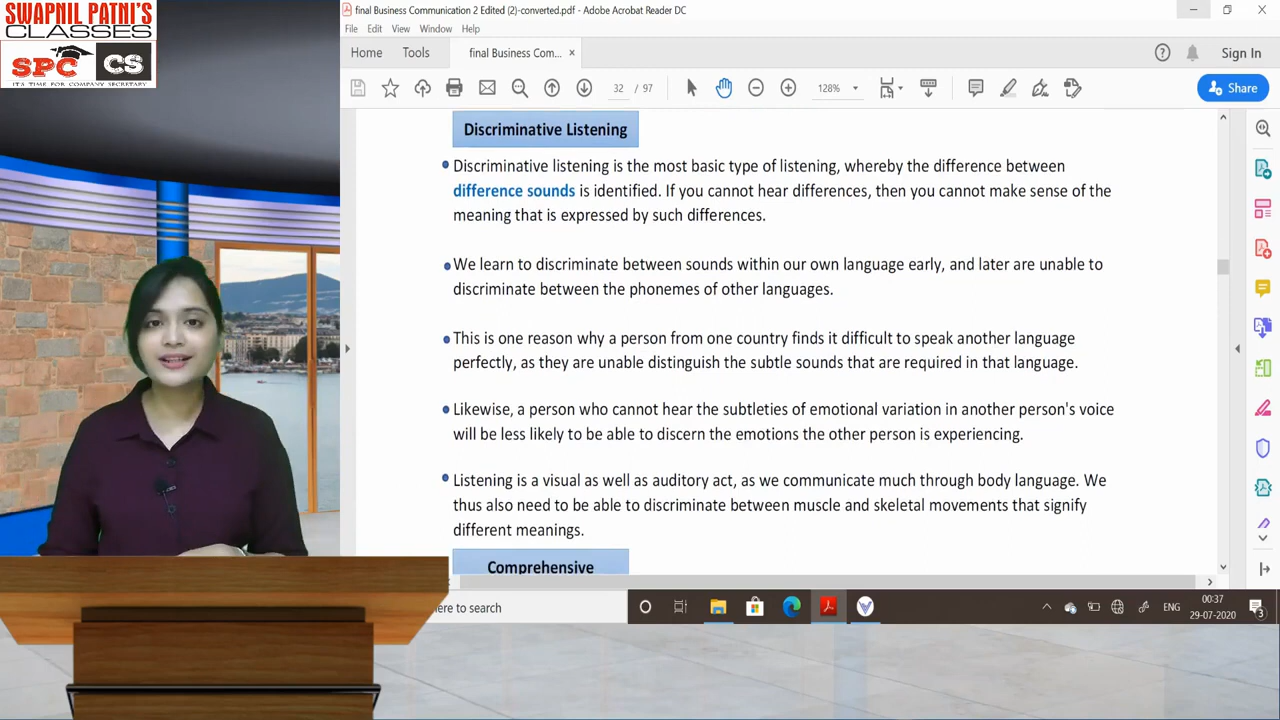 SWAPNIL PATNI'S
CLASSES
SPC CS
IT'S TIME FOR COMPANY SECRETARY
final Business Communication 2 Edited (2)-converted.pdf - Adobe Acrobat Reader DC
File Edit View Window Help
Home Tools final Business Com... × Sign In
32 / 97 128% Share
Discriminative Listening
Discriminative listening is the most basic type of listening, whereby the difference between
difference sounds is identified. If you cannot hear differences, then you cannot make sense of the
meaning that is expressed by such differences.
We learn to discriminate between sounds within our own language early, and later are unable to
discriminate between the phonemes of other languages.
This is one reason why a person from one country finds it difficult to speak another language
perfectly, as they are unable distinguish the subtle sounds that are required in that language.
Likewise, a person who cannot hear the subtleties of emotional variation in another person's voice
will be less likely to be able to discern the emotions the other person is experiencing.
Listening is a visual as well as auditory act, as we communicate much through body language. We
thus also need to be able to discriminate between muscle and skeletal movements that signify
different meanings.
Comprehensive
ere to search
ENG
00:37
29-07-2020
3